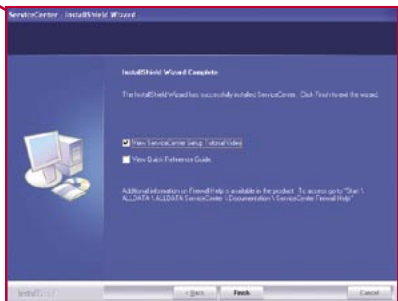 ServiceCenter - InstallShield Wizard
InstallShield Wizard Complete
The InstallShield Wizard has successfully installed ServiceCenter. Click Finish to exit the wizard.
View ServiceCenter Setup Tutorial Video
View Quick Reference Guide.
Additional information on Firewall Help is available in the product. To access go to "Start \
ALLDATA \ ALLDATA ServiceCenter \ Documentation \ ServiceCenter Firewall Help"
InstallShield
< Back
Finish
Cancel